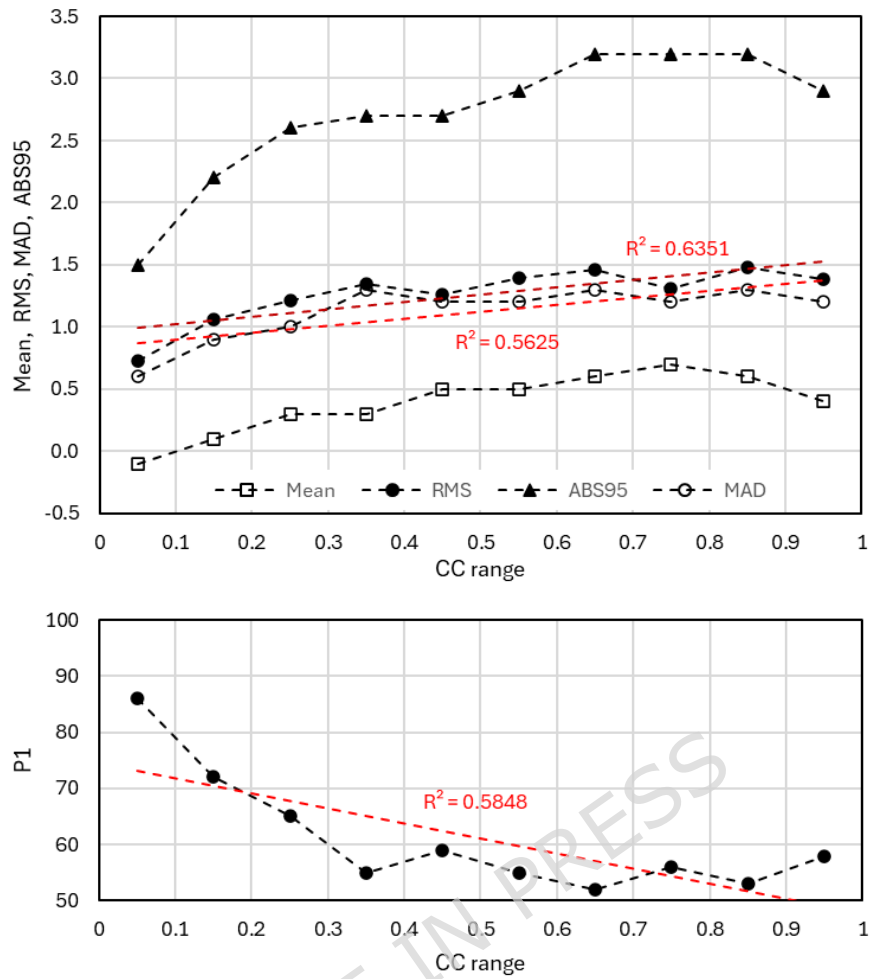 3.5
3.0
2.5
2.0
1.5
1.0
0.5
0.0
-0.5
Mean, RMS, MAD, ABS95
R² = 0.6351
R² = 0.5625
Mean RMS ABS95 MAD
0 0.1 0.2 0.3 0.4 0.5 0.6 0.7 0.8 0.9 1
CC range
100
90
80
70
60
50
P1
R² = 0.5848
0 0.1 0.2 0.3 0.4 0.5 0.6 0.7 0.8 0.9 1
CC range
IN PRESS